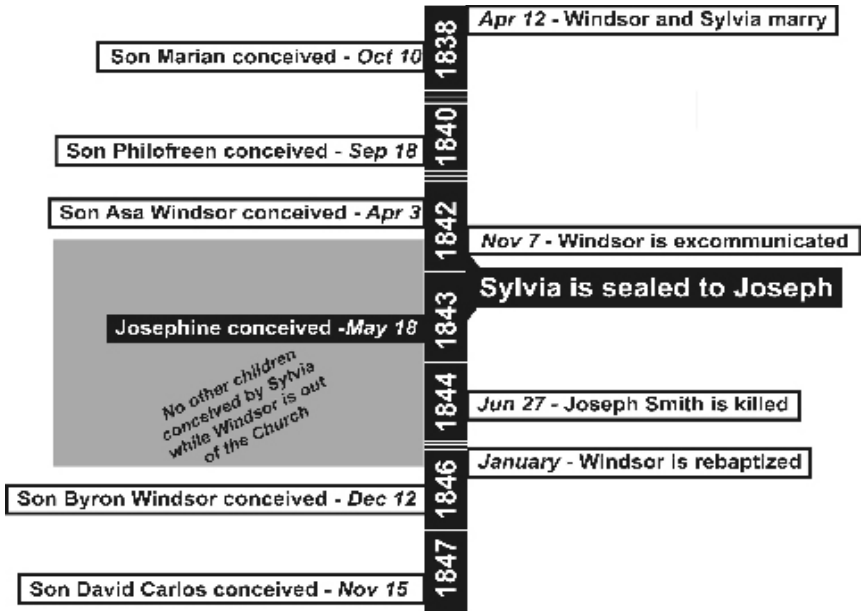 Apr 12 - Windsor and Sylvia marry
1838
Son Marian conceived - Oct 10
1840
Son Philofreen conceived - Sep 18
Son Asa Windsor conceived - Apr 3
1842
Nov 7 - Windsor is excommunicated
Sylvia is sealed to Joseph
1843
Josephine conceived -May 18
No other children
conceived by Sylvia
while Windsor is out
of the Church
1844
Jun 27 - Joseph Smith is killed
January - Windsor is rebaptized
1846
Son Byron Windsor conceived - Dec 12
1847
Son David Carlos conceived - Nov 15